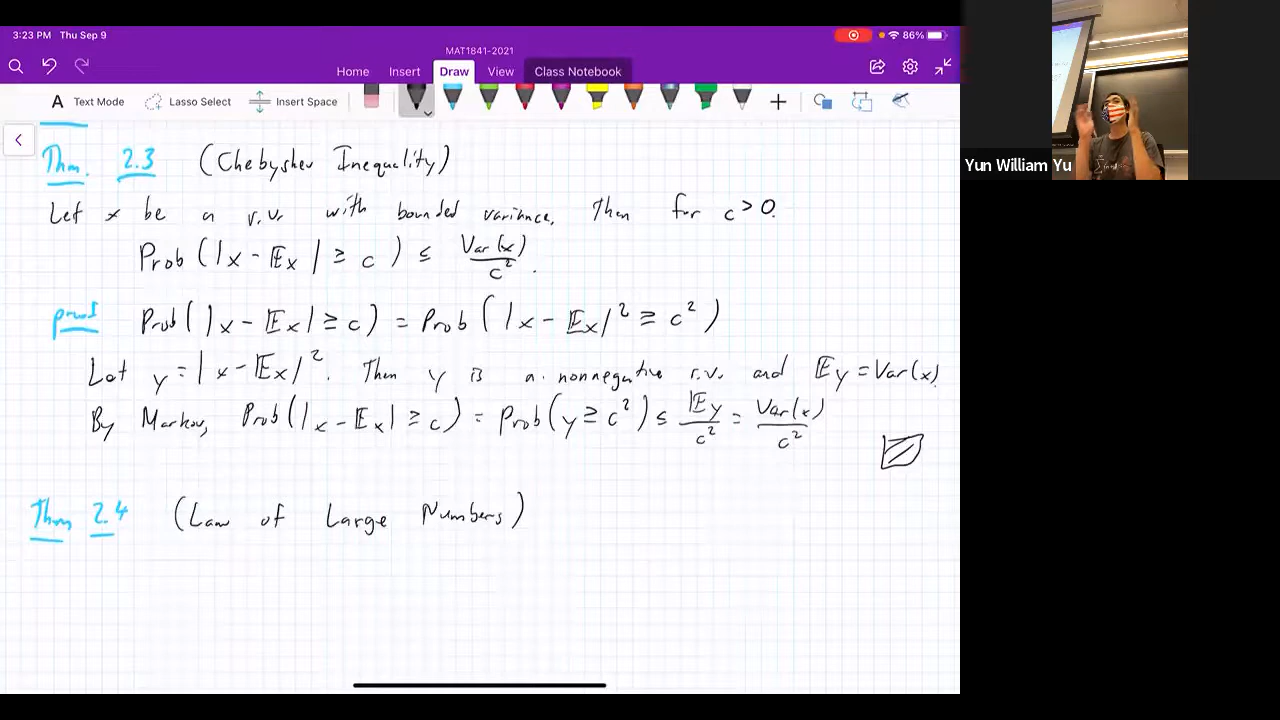 3:23 PM Thu Sep 9
86%
MAT1841-2021
Home Insert Draw View Class Notebook
A Text Mode Lasso Select Insert Space
Thm. 2.3 (Chebyshev Inequality)
Let x be a r.v. with bounded variance. Then for c > 0.
Prob(|x - 𝔼x| ≥ c) ≤ Var(x)/c².
proof Prob(|x - 𝔼x| ≥ c) = Prob(|x - 𝔼x|² ≥ c²)
Let y = |x - 𝔼x|². Then y is a nonnegative r.v. and 𝔼y = Var(x).
By Markov, Prob(|x - 𝔼x| ≥ c) = Prob(y ≥ c²) ≤ 𝔼y/c² = Var(x)/c²
Thm 2.4 (Law of Large Numbers)
Yun William Yu